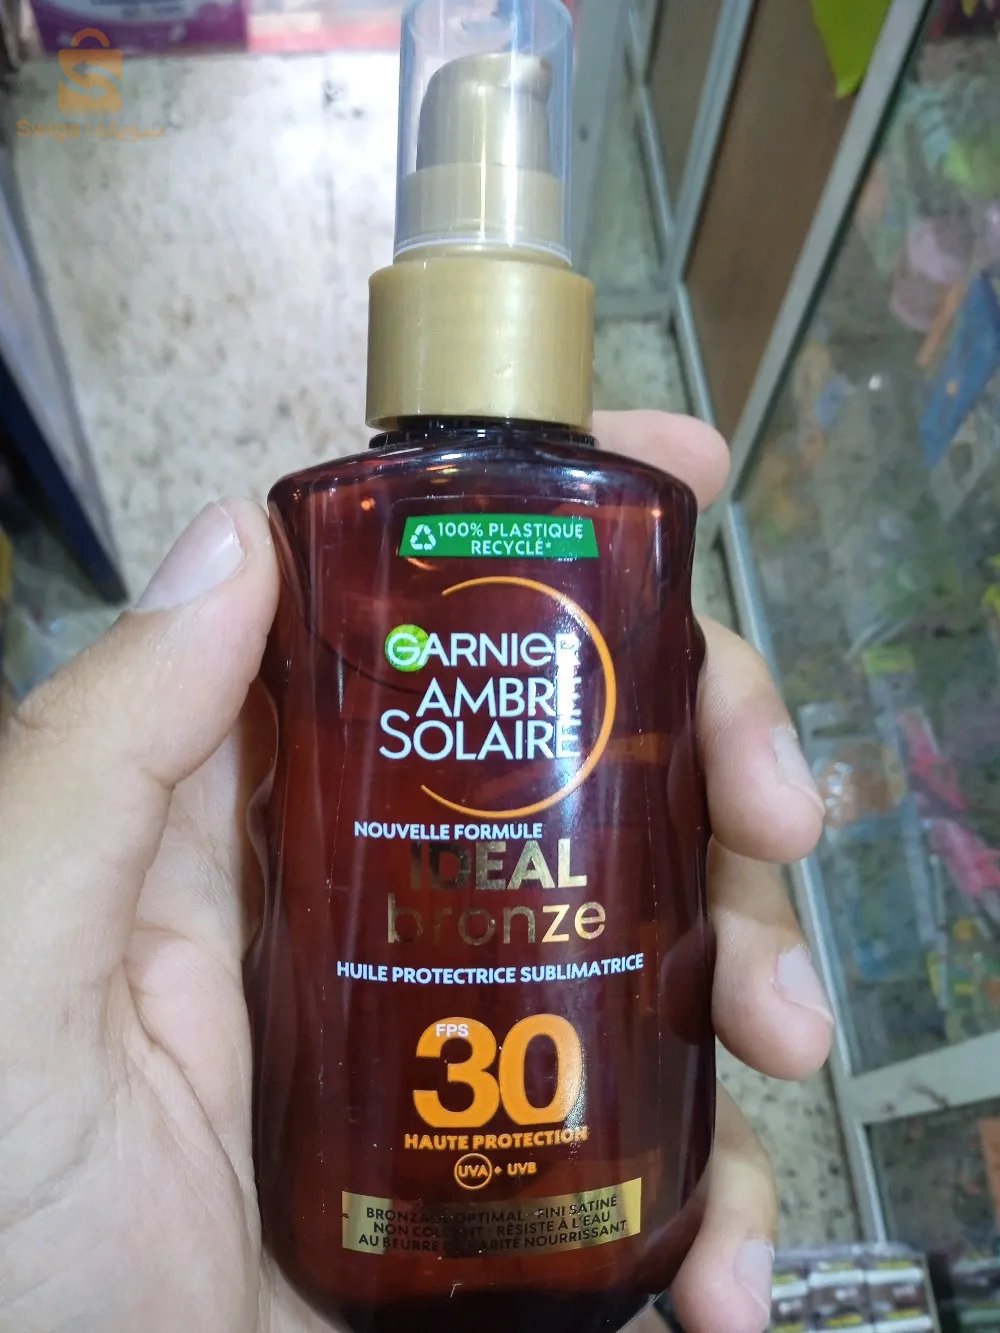 100% PLASTIQUE
RECYCLÉ*
GARNIER
AMBRE
SOLAIRE
NOUVELLE FORMULE
IDEAL
bronze
HUILE PROTECTRICE SUBLIMATRICE
FPS
30
HAUTE PROTECTION
UVA + UVB
BRONZAGE OPTIMAL - FINI SATINÉ
NON COLLANT - RÉSISTE À L'EAU
AU BEURRE DE KARITÉ NOURRISSANT